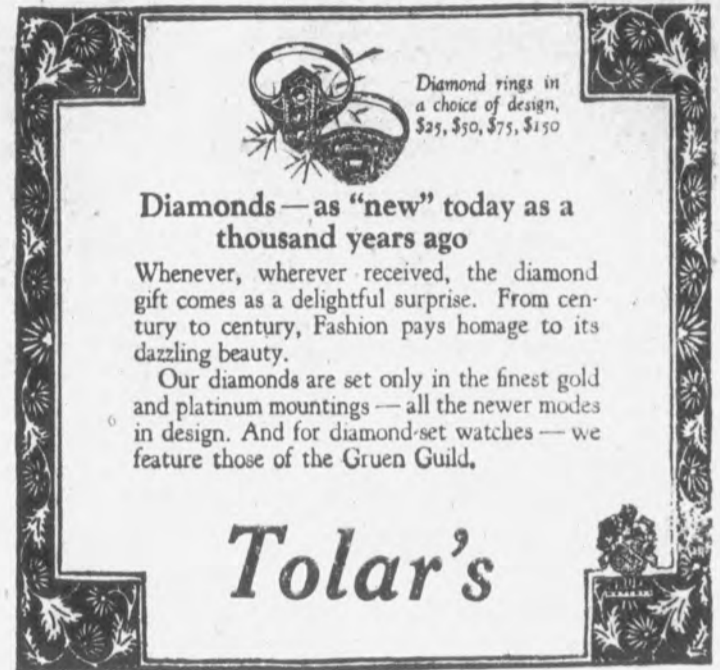 Diamond rings in
a choice of design,
$25, $50, $75, $150
Diamonds — as "new" today as a
thousand years ago
Whenever, wherever received, the diamond
gift comes as a delightful surprise. From cen-
tury to century, Fashion pays homage to its
dazzling beauty.
Our diamonds are set only in the finest gold
and platinum mountings — all the newer modes
in design. And for diamond-set watches — we
feature those of the Gruen Guild.
Tolar's